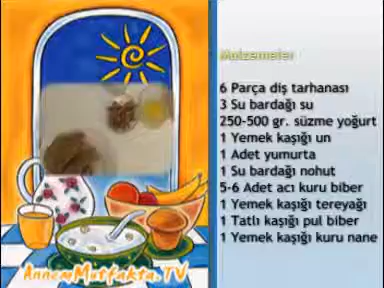 Malzemeler
6 Parça diş tarhanası
3 Su bardağı su
250-500 gr. süzme yoğurt
1 Yemek kaşığı un
1 Adet yumurta
1 Su bardağı nohut
5-6 Adet acı kuru biber
1 Yemek kaşığı tereyağı
1 Tatlı kaşığı pul biber
1 Yemek kaşığı kuru nane
AnnemMutfakta.TV